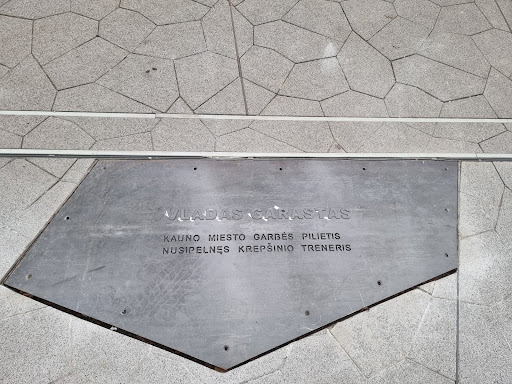 VLADAS GARASTAS
KAUNO MIESTO GARBĖS PILIETIS
NUSIPELNĘS KREPŠINIO TRENERIS